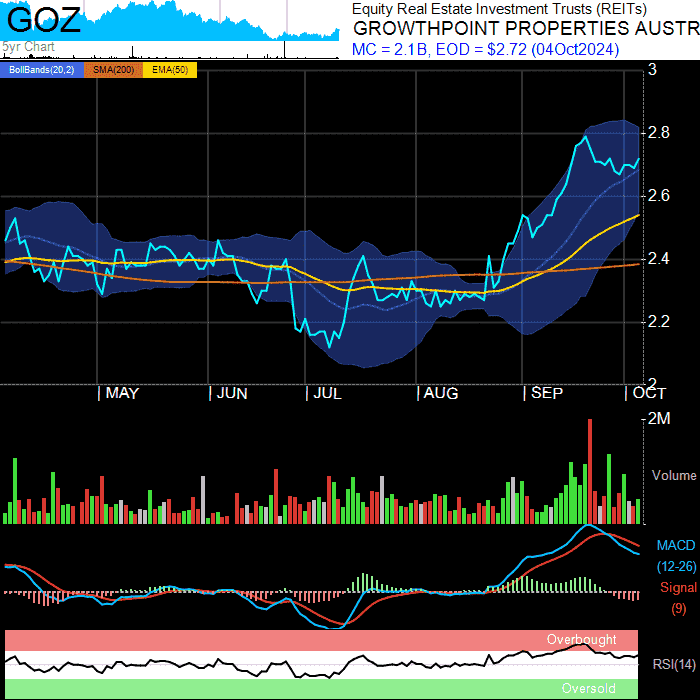 GOZ
5yr Chart
Equity Real Estate Investment Trusts (REITs)
GROWTHPOINT PROPERTIES AUSTR
MC = 2.1B, EOD = $2.72 (04Oct2024)
BollBands(20,2) SMA(200) EMA(50)
3
2.8
2.6
2.4
2.2
2
MAY JUN JUL AUG SEP OCT
2M
Volume
MACD
(12-26)
Signal
(9)
Overbought
RSI(14)
Oversold